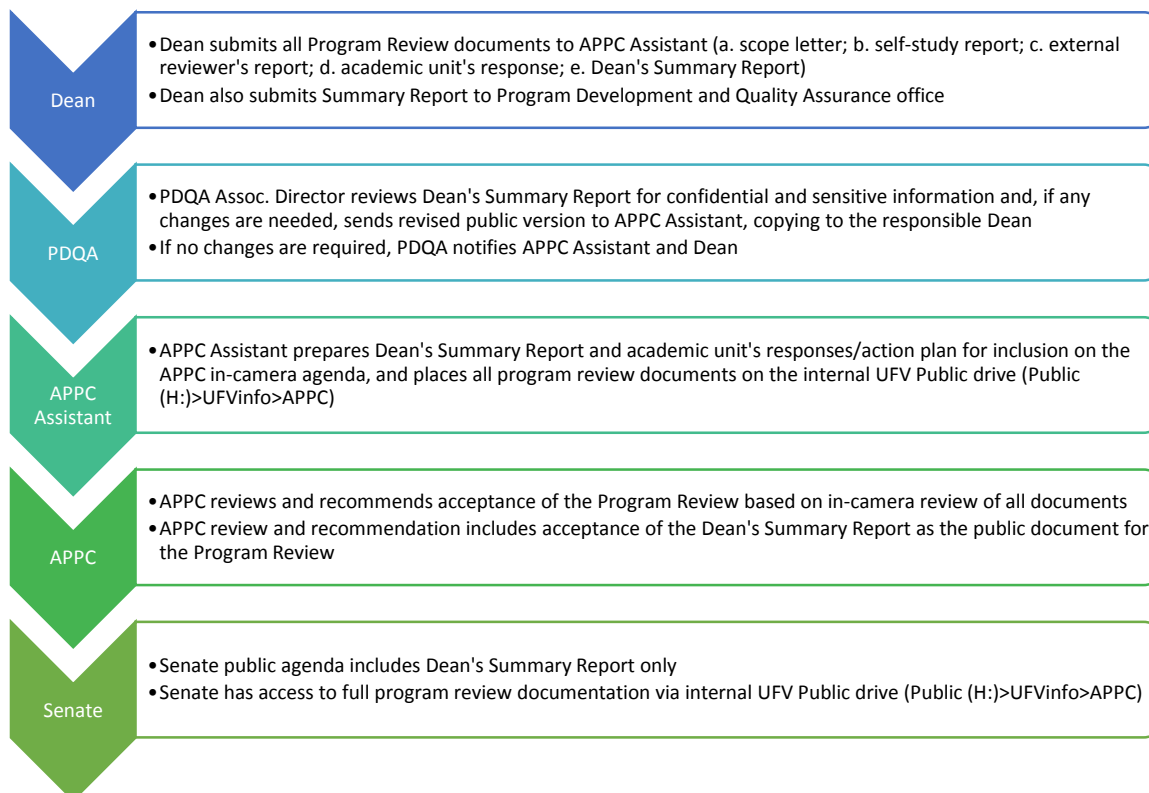 Dean
•Dean submits all Program Review documents to APPC Assistant (a. scope letter; b. self-study report; c. external
reviewer's report; d. academic unit's response; e. Dean's Summary Report)
•Dean also submits Summary Report to Program Development and Quality Assurance office
PDQA
•PDQA Assoc. Director reviews Dean's Summary Report for confidential and sensitive information and, if any
changes are needed, sends revised public version to APPC Assistant, copying to the responsible Dean
•If no changes are required, PDQA notifies APPC Assistant and Dean
APPC
Assistant
•APPC Assistant prepares Dean's Summary Report and academic unit's responses/action plan for inclusion on the
APPC in-camera agenda, and places all program review documents on the internal UFV Public drive (Public
(H:)>UFVinfo>APPC)
APPC
•APPC reviews and recommends acceptance of the Program Review based on in-camera review of all documents
•APPC review and recommendation includes acceptance of the Dean's Summary Report as the public document for
the Program Review
Senate
•Senate public agenda includes Dean's Summary Report only
•Senate has access to full program review documentation via internal UFV Public drive (Public (H:)>UFVinfo>APPC)